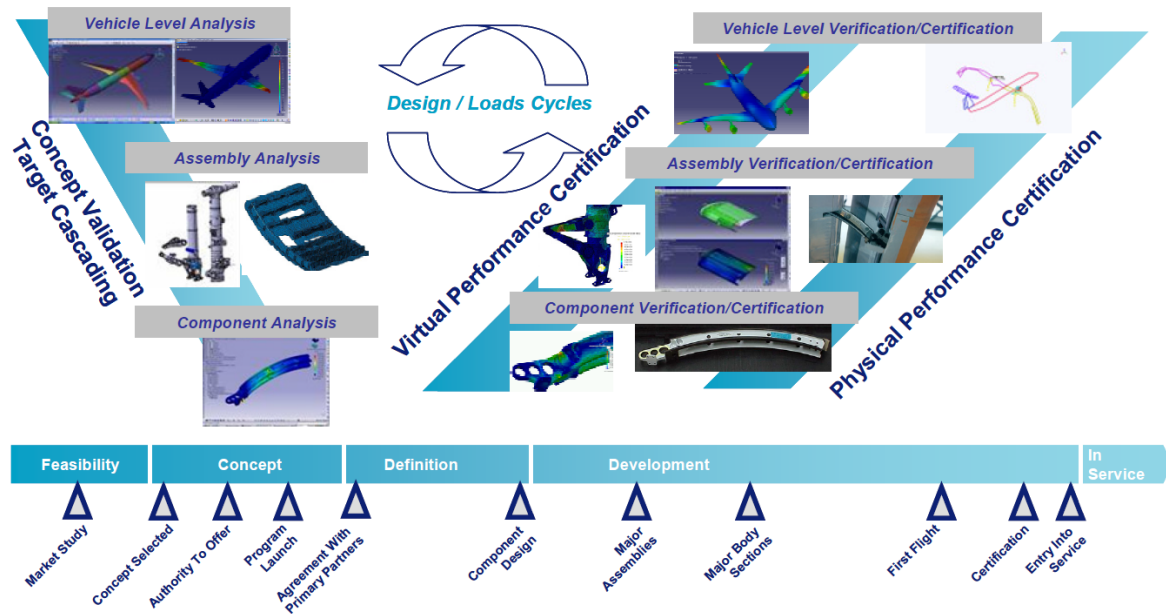 Vehicle Level Analysis
Vehicle Level Verification/Certification
Design / Loads Cycles
Concept Validation
Target Cascading
Assembly Analysis
Assembly Verification/Certification
Virtual Performance Certification
Physical Performance Certification
Component Analysis
Component Verification/Certification
Feasibility
Concept
Definition
Development
In
Service
Market Study
Concept Selected
Authority To Offer
Program
Launch
Agreement With
Primary Partners
Component
Design
Major
Assemblies
Major Body
Sections
First Flight
Certification
Entry Into
Service